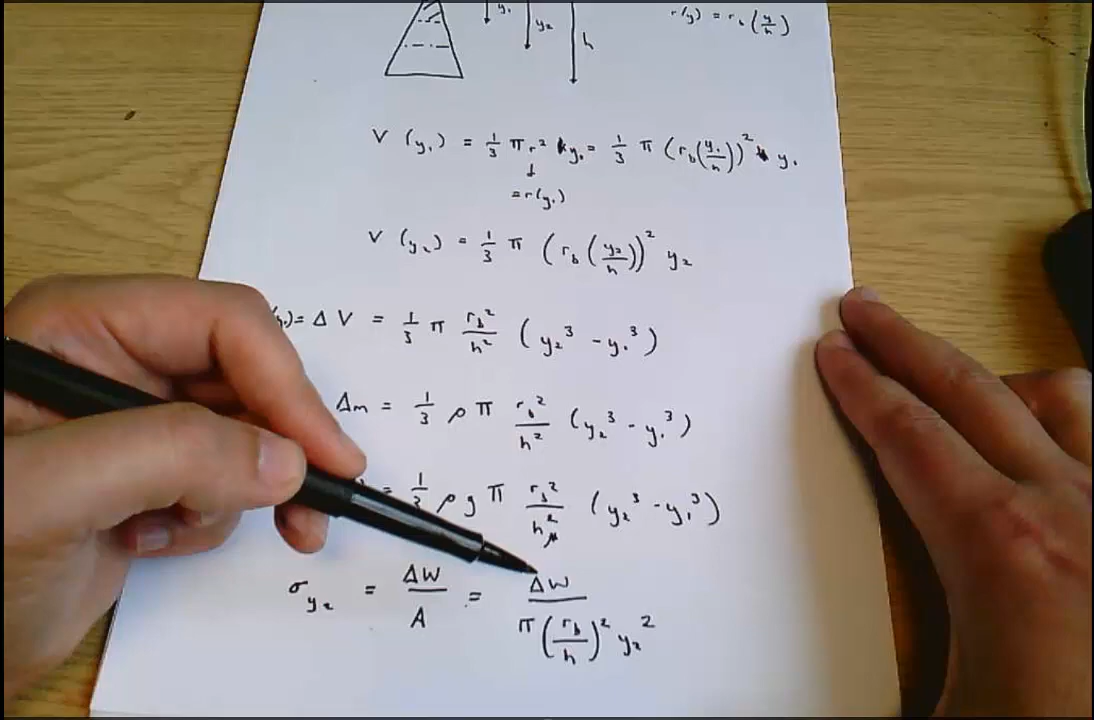 y₁ y₂ h
r(y) = r_b (y/h)
V (y₁) = 1/3 π r² y₁ = 1/3 π (r_b (y₁/h))² y₁
= r(y₁)
V (y₂) = 1/3 π (r_b (y₂/h))² y₂
= Δ V = 1/3 π r_b²/h² (y₂³ - y₁³)
Δm = 1/3 ρ π r_b²/h² (y₂³ - y₁³)
= 1/3 ρ g π r_b²/h² (y₂³ - y₁³)
σ_y₂ = ΔW/A = ΔW/(π (r_b/h)² y₂²)